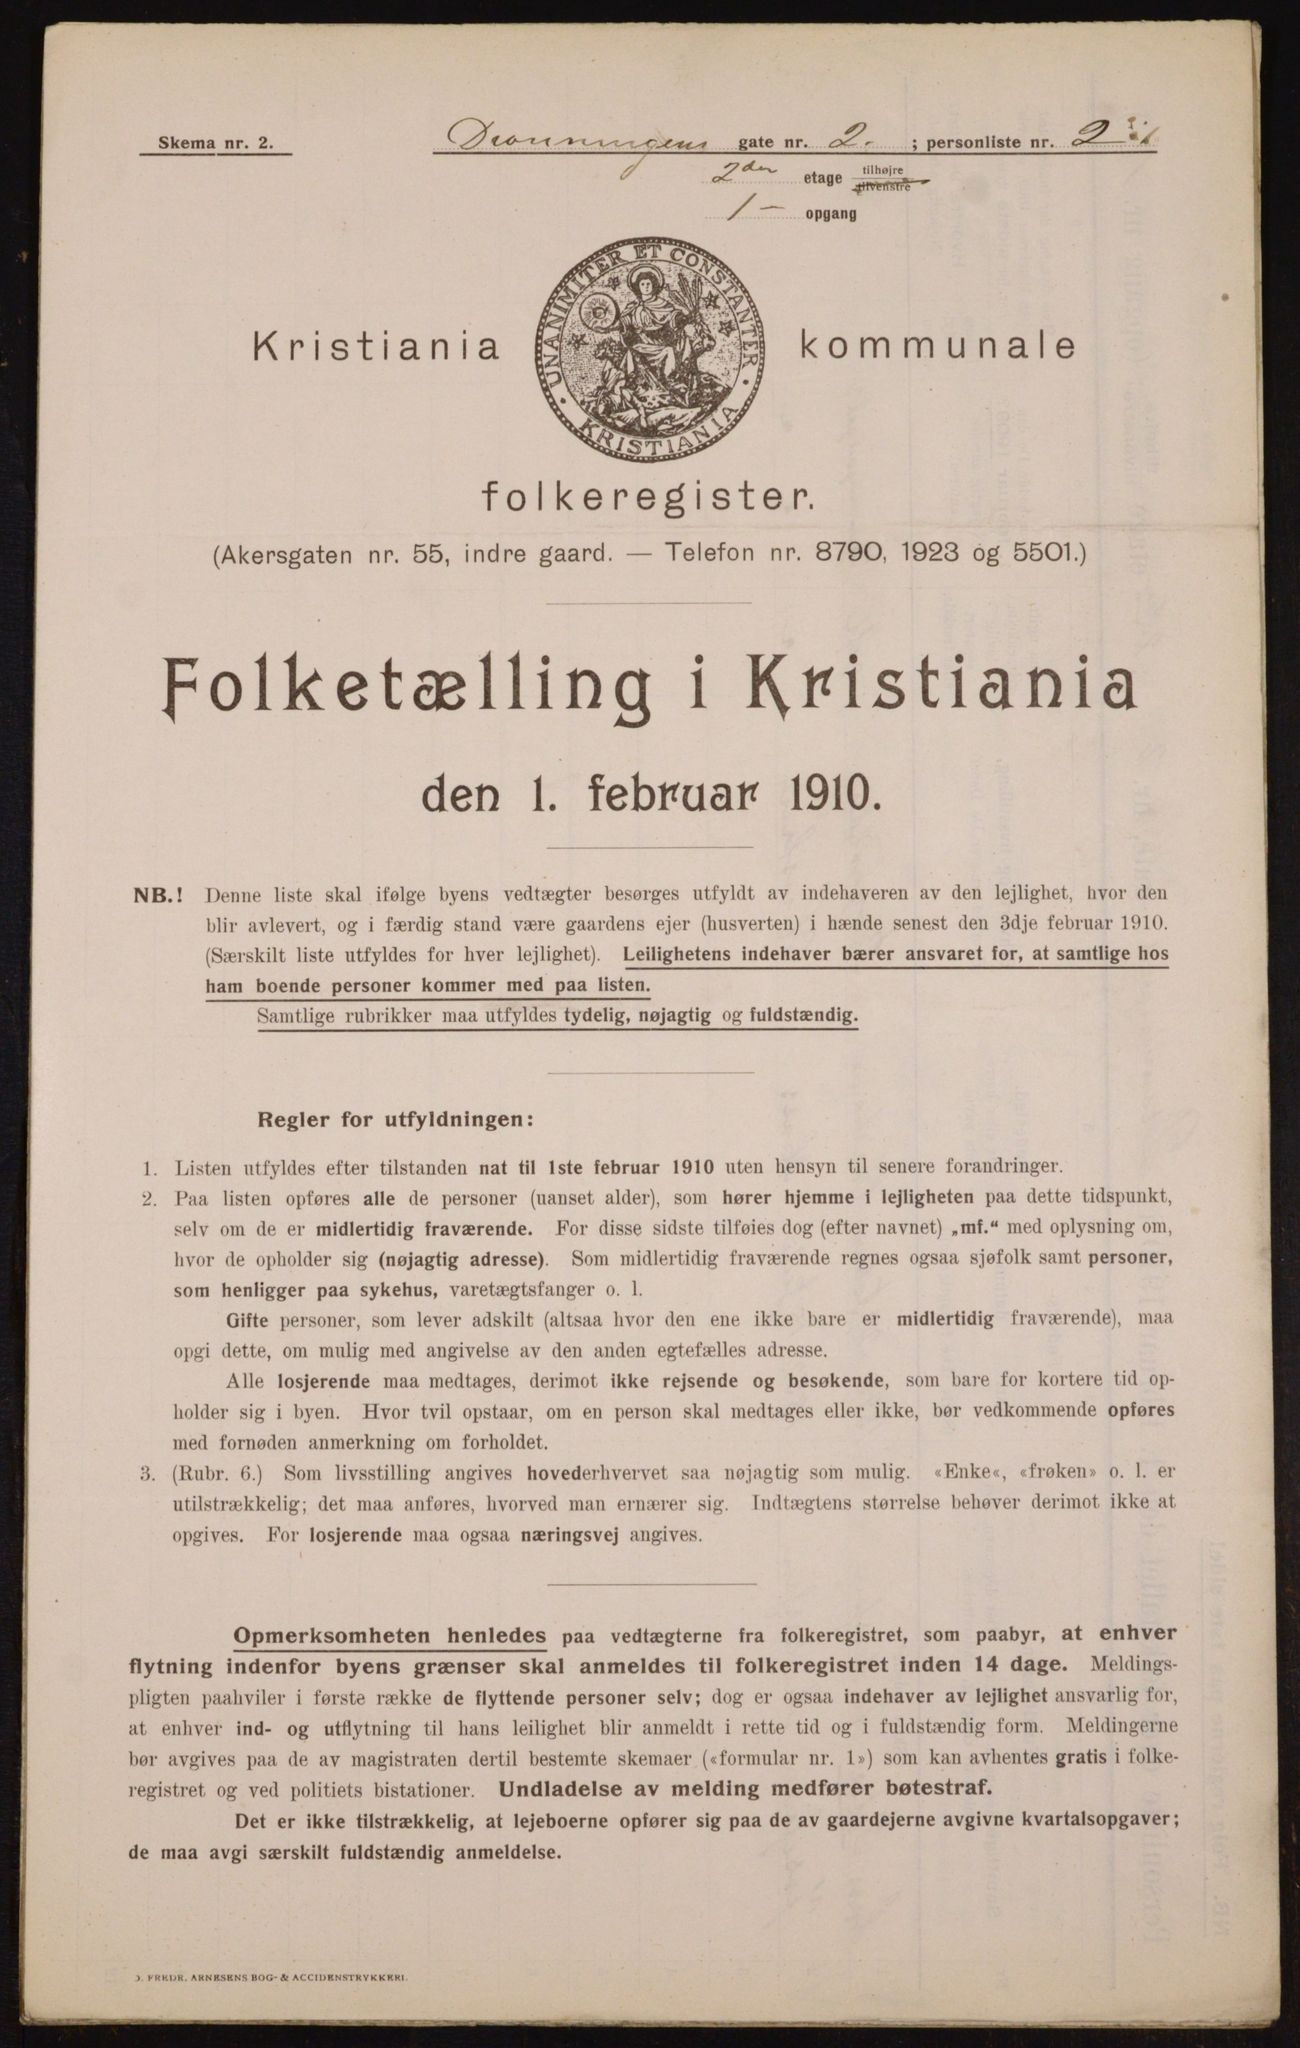 Skema nr. 2.
Dronningens gate nr. 2. ; personliste nr. 2
2den etage tilhøjre
tilvenstre
1 – opgang
UNANIMITER ET CONSTANTER
KRISTIANIA
Kristiania kommunale
folkeregister.
(Akersgaten nr. 55, indre gaard. — Telefon nr. 8790, 1923 og 5501.)
Folketælling i Kristiania
den 1. februar 1910.
NB.! Denne liste skal ifølge byens vedtægter besørges utfyldt av indehaveren av den lejlighet, hvor den
blir avlevert, og i færdig stand være gaardens ejer (husverten) i hænde senest den 3dje februar 1910.
(Særskilt liste utfyldes for hver lejlighet). Leilighetens indehaver bærer ansvaret for, at samtlige hos
ham boende personer kommer med paa listen.
Samtlige rubrikker maa utfyldes tydelig, nøjagtig og fuldstændig.
Regler for utfyldningen:
1. Listen utfyldes efter tilstanden nat til 1ste februar 1910 uten hensyn til senere forandringer.
2. Paa listen opføres alle de personer (uanset alder), som hører hjemme i lejligheten paa dette tidspunkt,
selv om de er midlertidig fraværende. For disse sidste tilføies dog (efter navnet) „mf.“ med oplysning om,
hvor de opholder sig (nøjagtig adresse). Som midlertidig fraværende regnes ogsaa sjøfolk samt personer,
som henligger paa sykehus, varetægtsfanger o. l.
Gifte personer, som lever adskilt (altsaa hvor den ene ikke bare er midlertidig fraværende), maa
opgi dette, om mulig med angivelse av den anden egtefælles adresse.
Alle losjerende maa medtages, derimot ikke rejsende og besøkende, som bare for kortere tid op-
holder sig i byen. Hvor tvil opstaar, om en person skal medtages eller ikke, bør vedkommende opføres
med fornøden anmerkning om forholdet.
3. (Rubr. 6.) Som livsstilling angives hovederhvervet saa nøjagtig som mulig. «Enke«, «frøken» o. l. er
utilstrækkelig; det maa anføres, hvorved man ernærer sig. Indtægtens størrelse behøver derimot ikke at
opgives. For losjerende maa ogsaa næringsvej angives.
Opmerksomheten henledes paa vedtægterne fra folkeregistret, som paabyr, at enhver
flytning indenfor byens grænser skal anmeldes til folkeregistret inden 14 dage. Meldings-
pligten paahviler i første række de flyttende personer selv; dog er ogsaa indehaver av lejlighet ansvarlig for,
at enhver ind- og utflytning til hans leilighet blir anmeldt i rette tid og i fuldstændig form. Meldingerne
bør avgives paa de av magistraten dertil bestemte skemaer («formular nr. 1») som kan avhentes gratis i folke-
registret og ved politiets bistationer. Undladelse av melding medfører bøtestraf.
Det er ikke tilstrækkelig, at lejeboerne opfører sig paa de av gaardejerne avgivne kvartalsopgaver;
de maa avgi særskilt fuldstændig anmeldelse.
FREDR. ARNESENS BOG- & ACCIDENSTRYKKERI.